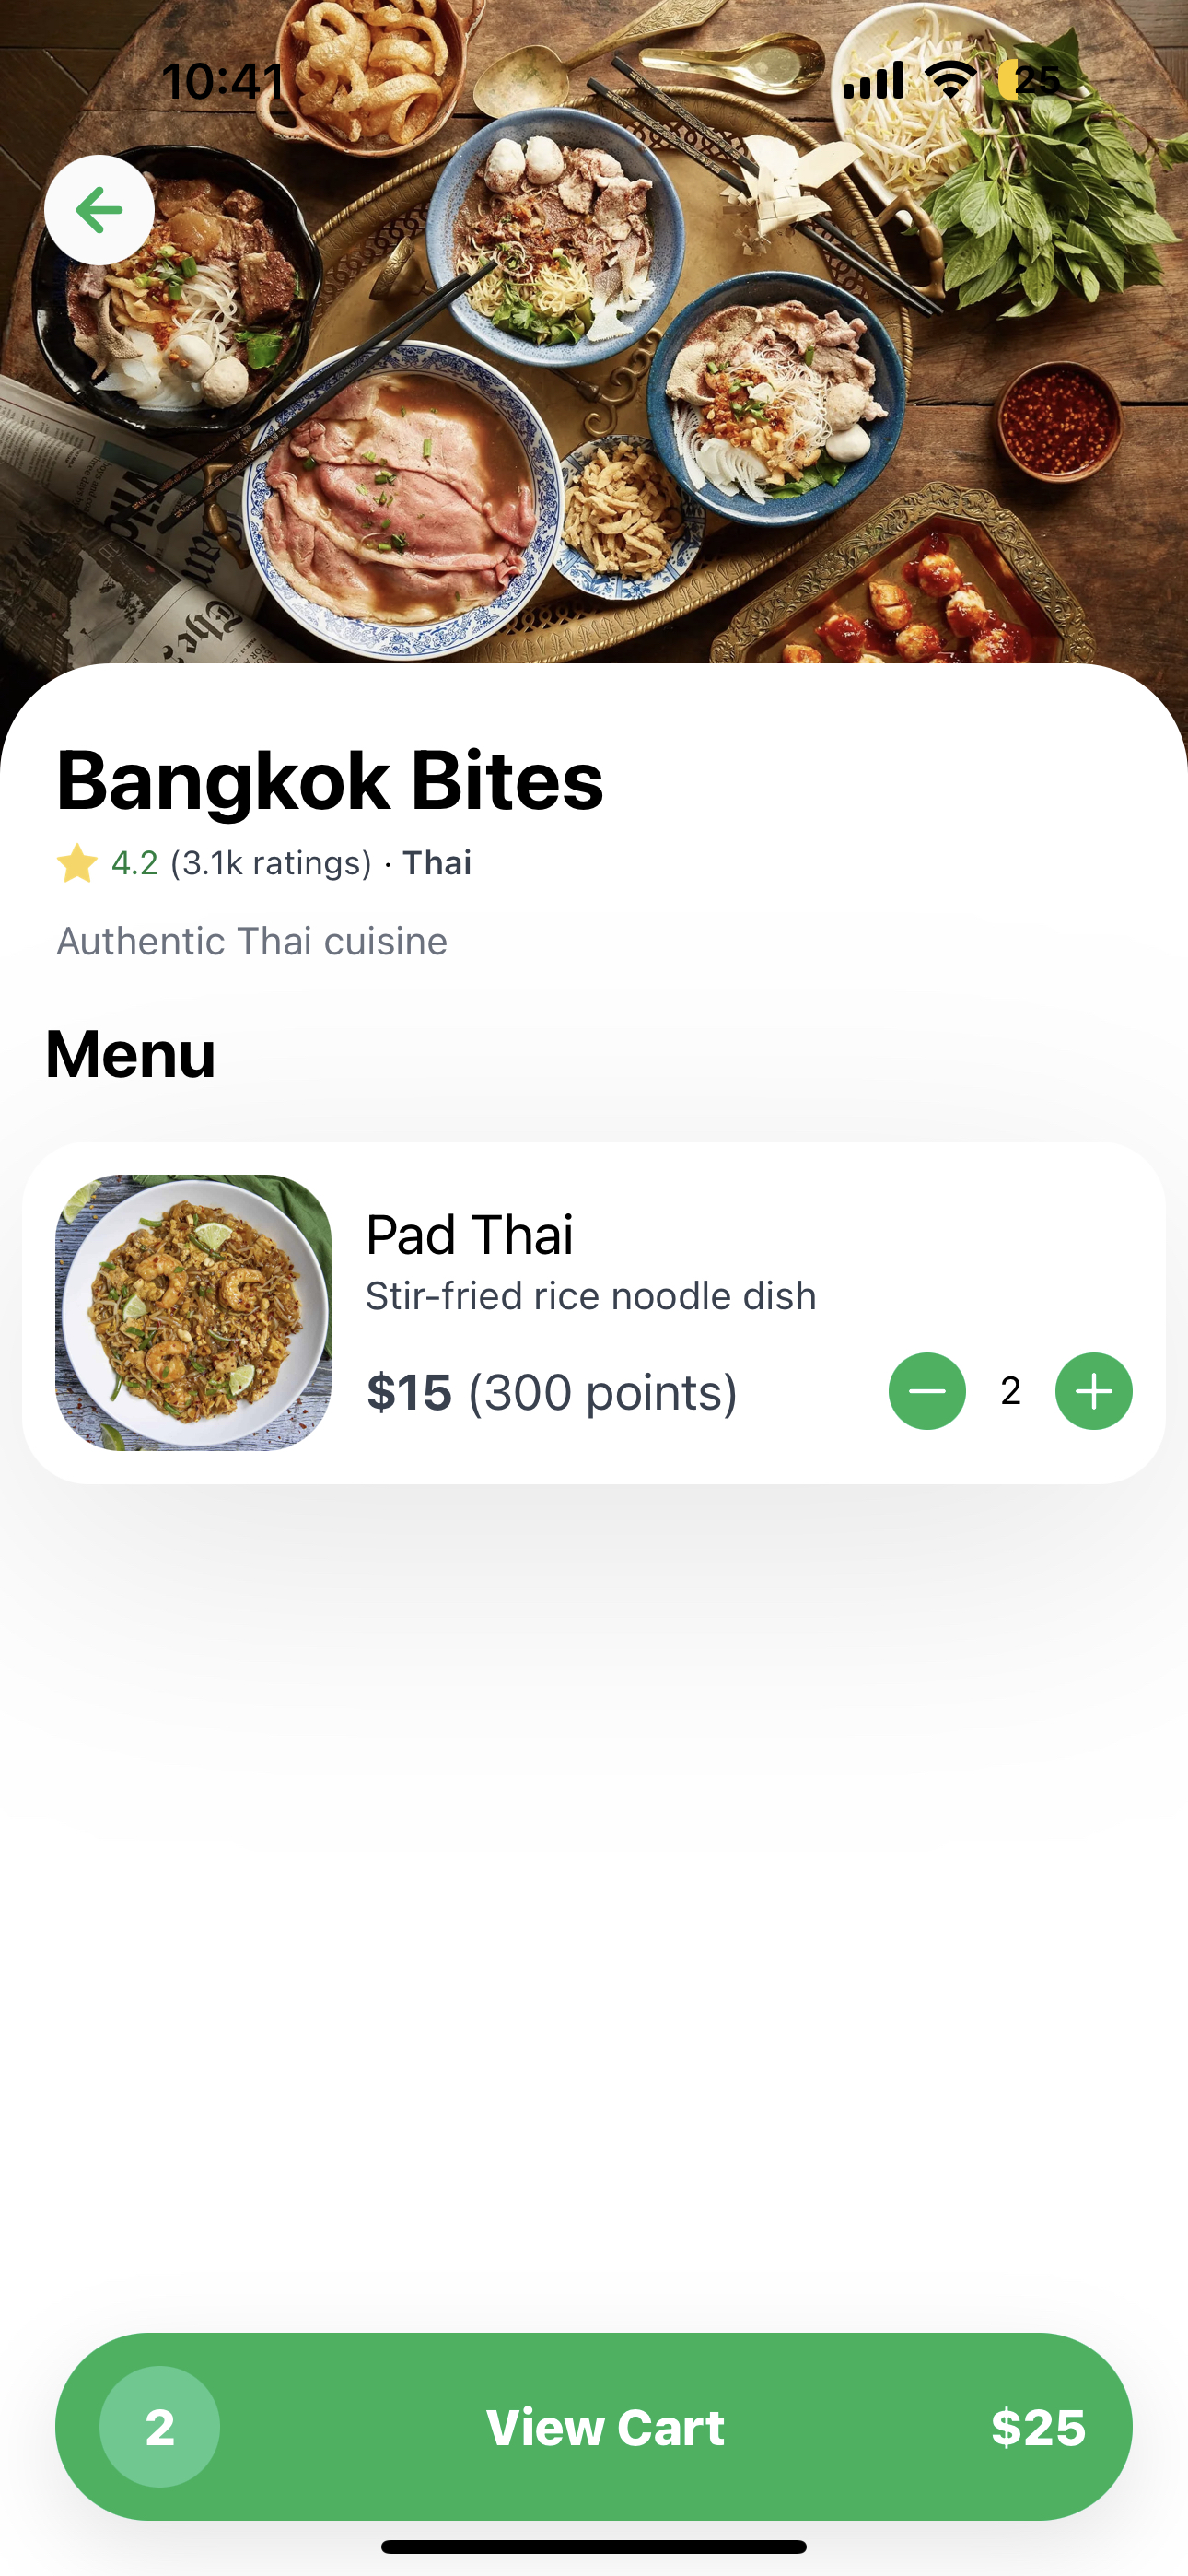 10:41
25
Bangkok Bites
4.2 (3.1k ratings) · Thai
Authentic Thai cuisine
Menu
Pad Thai
Stir-fried rice noodle dish
$15 (300 points)
2
2
View Cart
$25